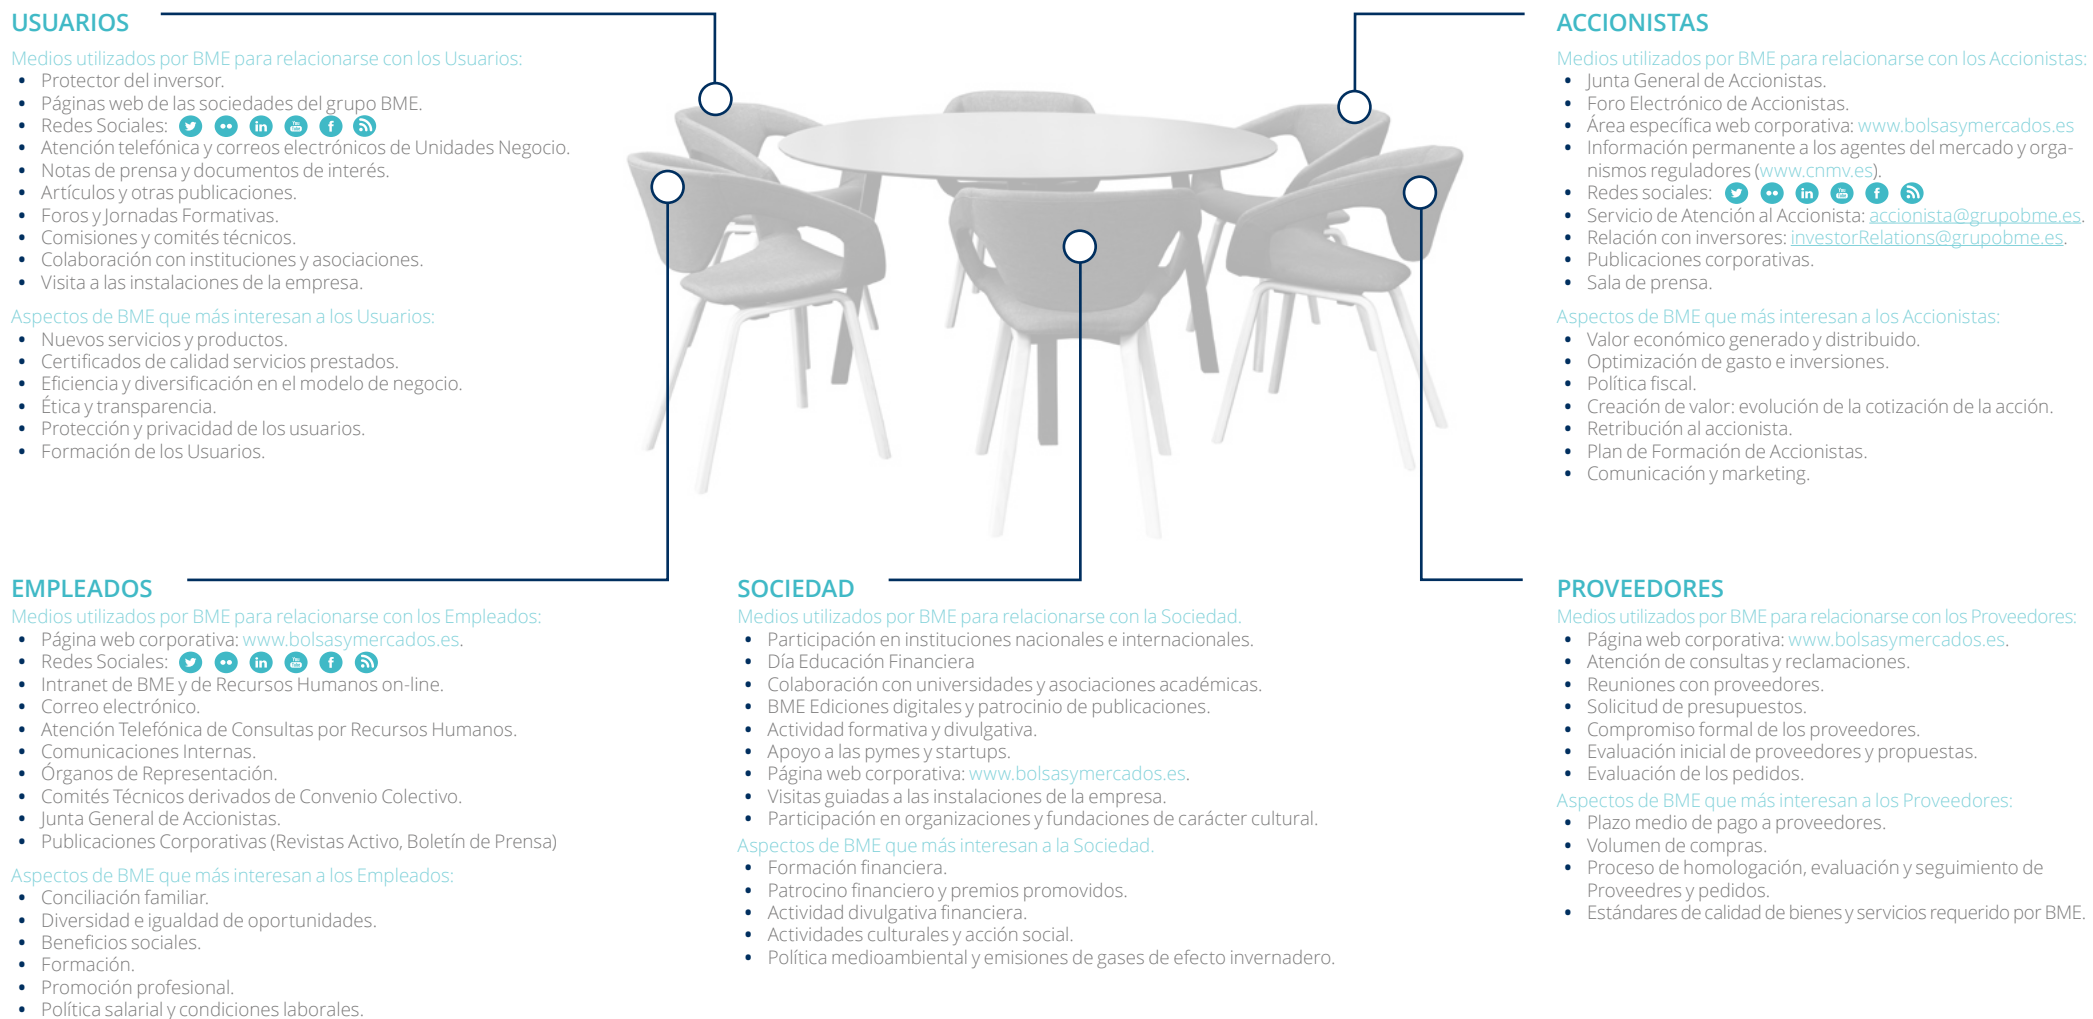 USUARIOS
Medios utilizados por BME para relacionarse con los Usuarios:
• Protector del inversor.
• Páginas web de las sociedades del grupo BME.
• Redes Sociales:
• Atención telefónica y correos electrónicos de Unidades Negocio.
• Notas de prensa y documentos de interés.
• Artículos y otras publicaciones.
• Foros y Jornadas Formativas.
• Comisiones y comités técnicos.
• Colaboración con instituciones y asociaciones.
• Visita a las instalaciones de la empresa.
Aspectos de BME que más interesan a los Usuarios:
• Nuevos servicios y productos.
• Certificados de calidad servicios prestados.
• Eficiencia y diversificación en el modelo de negocio.
• Ética y transparencia.
• Protección y privacidad de los usuarios.
• Formación de los Usuarios.
ACCIONISTAS
Medios utilizados por BME para relacionarse con los Accionistas:
• Junta General de Accionistas.
• Foro Electrónico de Accionistas.
• Área específica web corporativa: www.bolsasymercados.es
• Información permanente a los agentes del mercado y orga-
nismos reguladores (www.cnmv.es).
• Redes sociales:
• Servicio de Atención al Accionista: accionista@grupobme.es.
• Relación con inversores: investorRelations@grupobme.es.
• Publicaciones corporativas.
• Sala de prensa.
Aspectos de BME que más interesan a los Accionistas:
• Valor económico generado y distribuido.
• Optimización de gasto e inversiones.
• Política fiscal.
• Creación de valor: evolución de la cotización de la acción.
• Retribución al accionista.
• Plan de Formación de Accionistas.
• Comunicación y marketing.
EMPLEADOS
Medios utilizados por BME para relacionarse con los Empleados:
• Página web corporativa: www.bolsasymercados.es.
• Redes Sociales:
• Intranet de BME y de Recursos Humanos on-line.
• Correo electrónico.
• Atención Telefónica de Consultas por Recursos Humanos.
• Comunicaciones Internas.
• Órganos de Representación.
• Comités Técnicos derivados de Convenio Colectivo.
• Junta General de Accionistas.
• Publicaciones Corporativas (Revistas Activo, Boletín de Prensa)
Aspectos de BME que más interesan a los Empleados:
• Conciliación familiar.
• Diversidad e igualdad de oportunidades.
• Beneficios sociales.
• Formación.
• Promoción profesional.
• Política salarial y condiciones laborales.
SOCIEDAD
Medios utilizados por BME para relacionarse con la Sociedad.
• Participación en instituciones nacionales e internacionales.
• Día Educación Financiera
• Colaboración con universidades y asociaciones académicas.
• BME Ediciones digitales y patrocinio de publicaciones.
• Actividad formativa y divulgativa.
• Apoyo a las pymes y startups.
• Página web corporativa: www.bolsasymercados.es.
• Visitas guiadas a las instalaciones de la empresa.
• Participación en organizaciones y fundaciones de carácter cultural.
Aspectos de BME que más interesan a la Sociedad.
• Formación financiera.
• Patrocino financiero y premios promovidos.
• Actividad divulgativa financiera.
• Actividades culturales y acción social.
• Política medioambiental y emisiones de gases de efecto invernadero.
PROVEEDORES
Medios utilizados por BME para relacionarse con los Proveedores:
• Página web corporativa: www.bolsasymercados.es.
• Atención de consultas y reclamaciones.
• Reuniones con proveedores.
• Solicitud de presupuestos.
• Compromiso formal de los proveedores.
• Evaluación inicial de proveedores y propuestas.
• Evaluación de los pedidos.
Aspectos de BME que más interesan a los Proveedores:
• Plazo medio de pago a proveedores.
• Volumen de compras.
• Proceso de homologación, evaluación y seguimiento de
Proveedres y pedidos.
• Estándares de calidad de bienes y servicios requerido por BME.